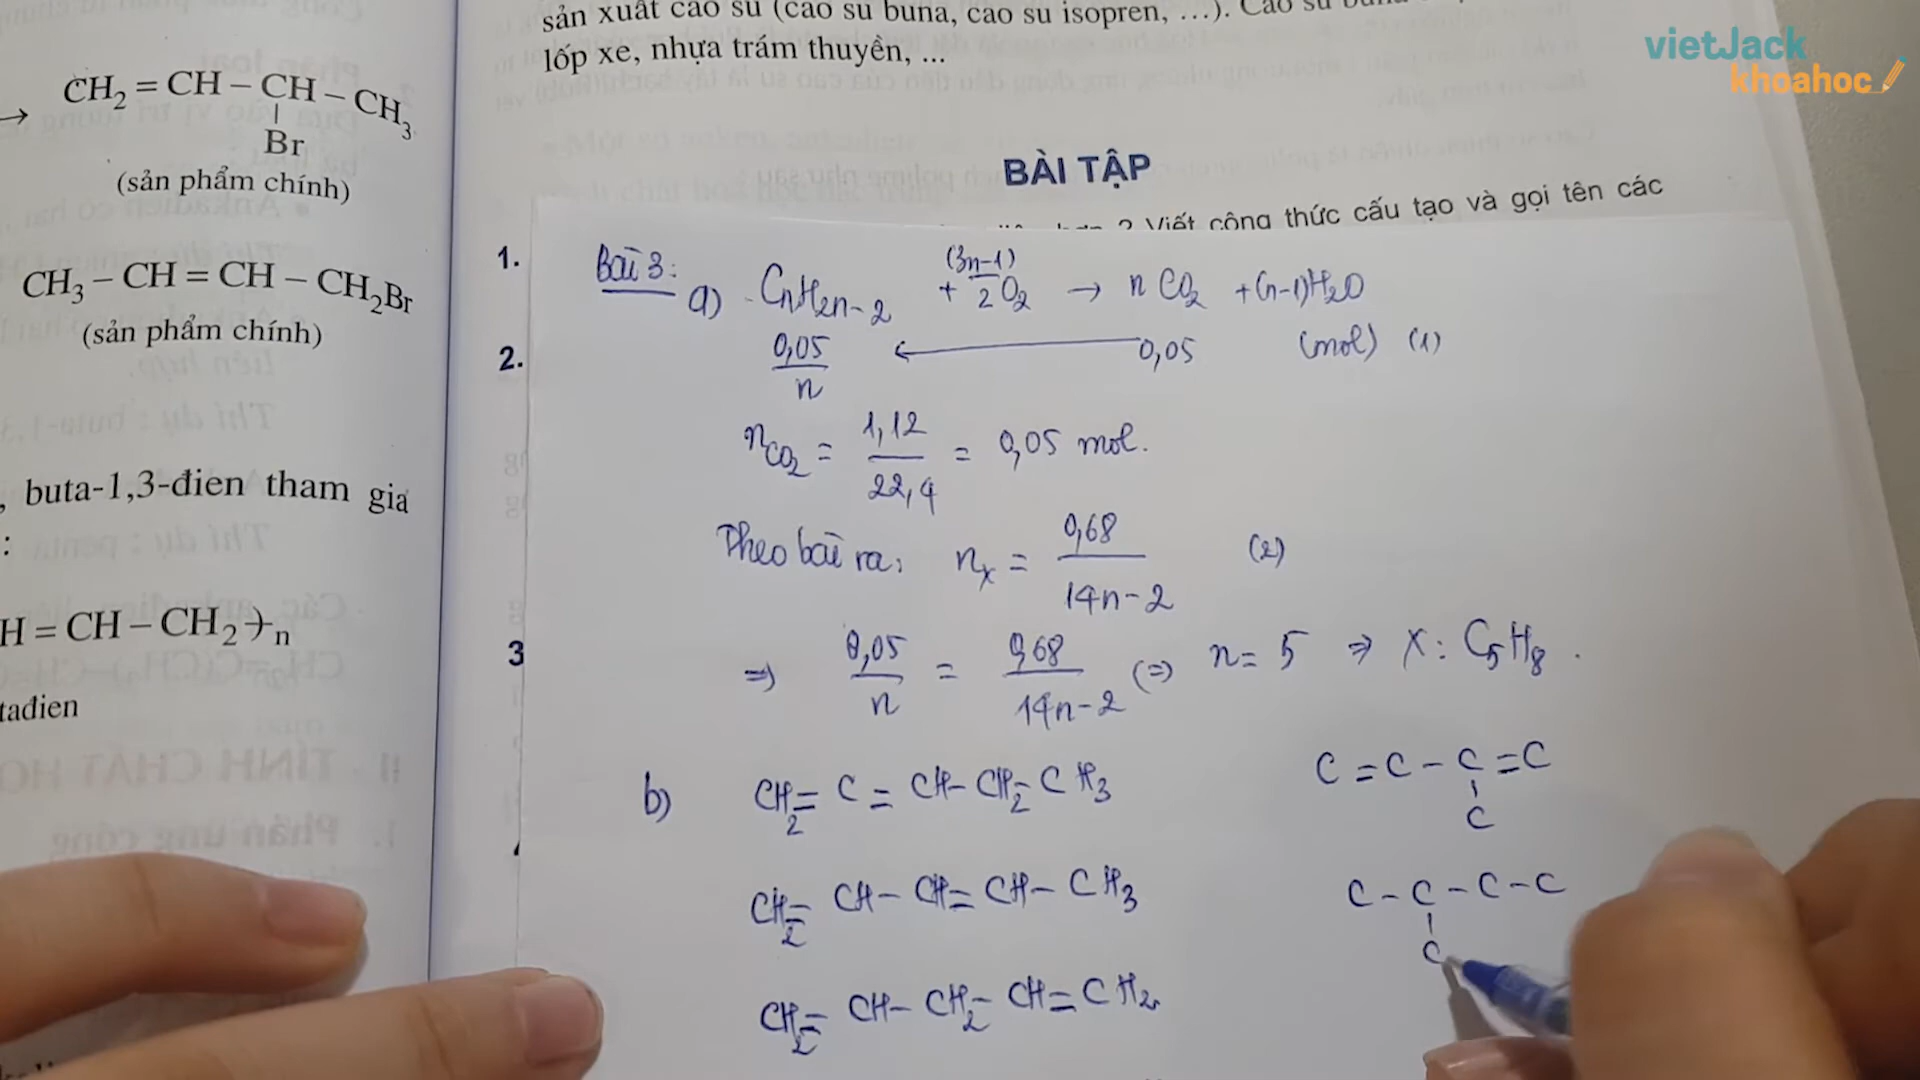 sản xuất cao su (cao su buna, cao su isopren, ...). Cao su
lốp xe, nhựa trám thuyền, ...
vietJack
khoahoc
→ CH₂ = CH – CH – CH₃
Br
(sản phẩm chính)
CH₃ – CH = CH – CH₂Br
(sản phẩm chính)
, buta-1,3-đien tham gia
:
H = CH – CH₂ )n
tađien
BÀI TẬP
? Viết công thức cấu tạo và gọi tên các
1.
2.
3
Bài 3:
a) CnH2n-2 + (3n-1)/2 O₂ → n CO₂ + (n-1)H₂O
0,05/n ← 0,05 (mol) (1)
nCO₂ = 1,12/22,4 = 0,05 mol.
Theo bài ra, nx = 0,68/14n-2 (2)
⇒ 0,05/n = 0,68/14n-2 (=) n = 5 ⇒ X : C₅H₈.
b) CH₂= C = CH- CH₂- CH₃
CH₂= CH- CH= CH- CH₃
CH₂= CH- CH₂- CH= CH₂
C = C - C = C
C
C - C - C - C
C